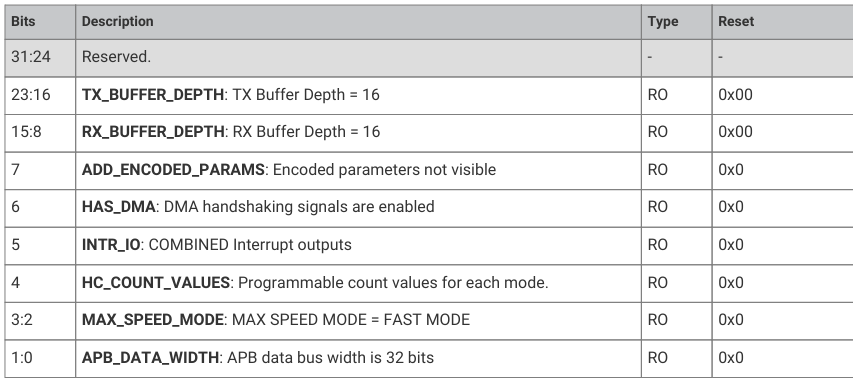 Bits Description Type Reset
31:24 Reserved. - -
23:16 TX_BUFFER_DEPTH: TX Buffer Depth = 16 RO 0x00
15:8 RX_BUFFER_DEPTH: RX Buffer Depth = 16 RO 0x00
7 ADD_ENCODED_PARAMS: Encoded parameters not visible RO 0x0
6 HAS_DMA: DMA handshaking signals are enabled RO 0x0
5 INTR_IO: COMBINED Interrupt outputs RO 0x0
4 HC_COUNT_VALUES: Programmable count values for each mode. RO 0x0
3:2 MAX_SPEED_MODE: MAX SPEED MODE = FAST MODE RO 0x0
1:0 APB_DATA_WIDTH: APB data bus width is 32 bits RO 0x0